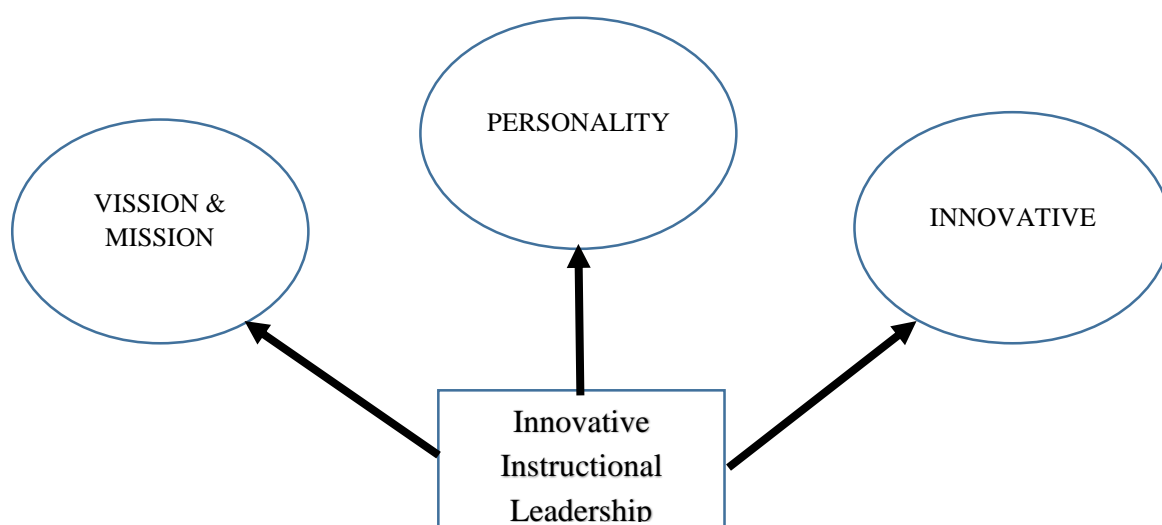 PERSONALITY
VISSION &
MISSION
INNOVATIVE
Innovative
Instructional
Leadership